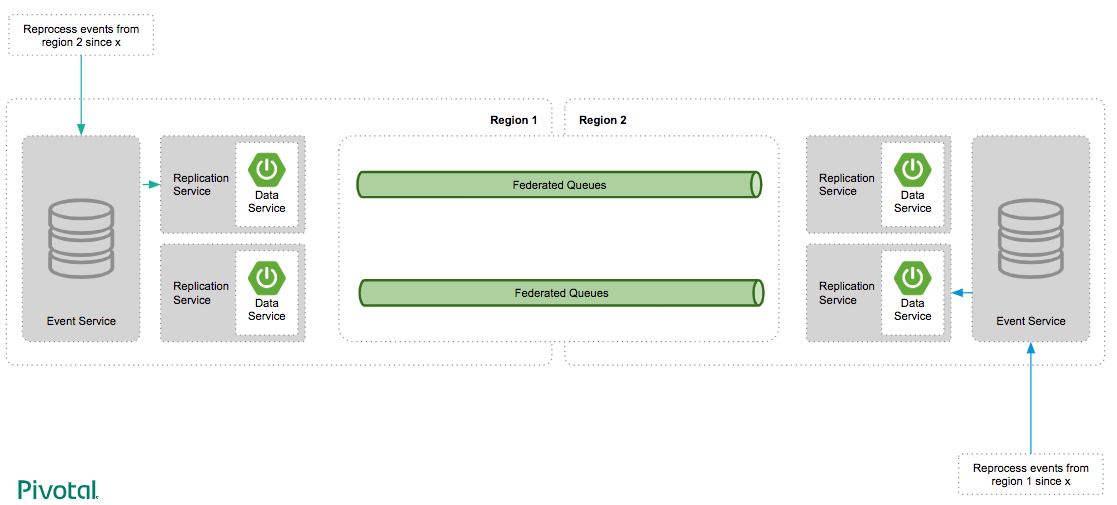 Reprocess events from
region 2 since x
Region 1
Region 2
Replication
Service
Data
Service
Federated Queues
Replication
Service
Data
Service
Event Service
Replication
Service
Data
Service
Federated Queues
Replication
Service
Data
Service
Event Service
Reprocess events from
region 1 since x
Pivotal